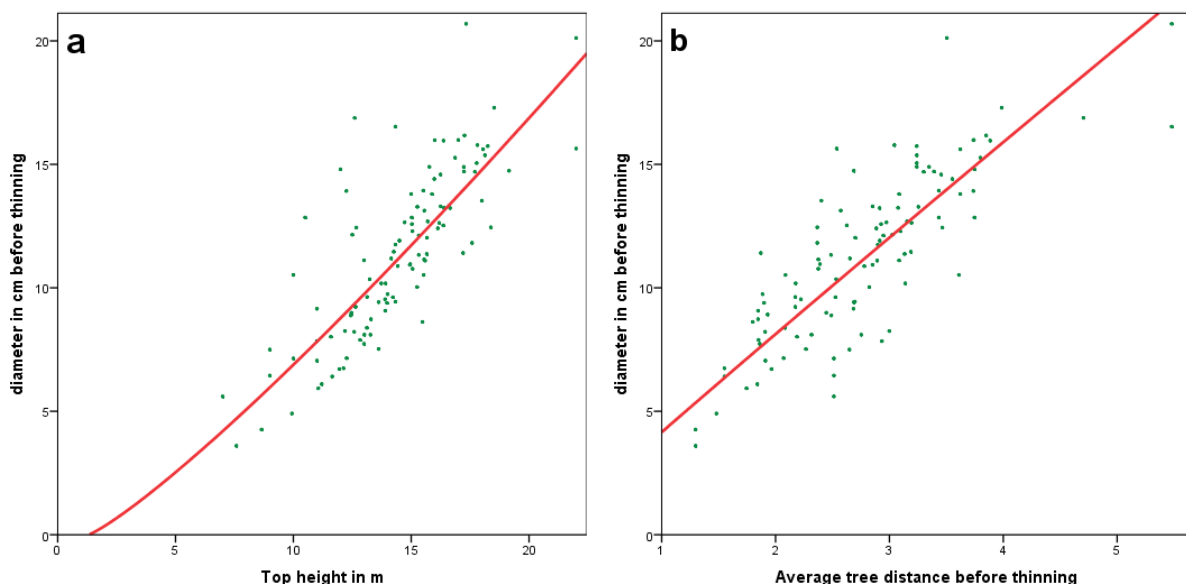 a
diameter in cm before thinning
20
15
10
5
0
0 5 10 15 20
Top height in m
b
diameter in cm before thinning
20
15
10
5
0
1 2 3 4 5
Average tree distance before thinning